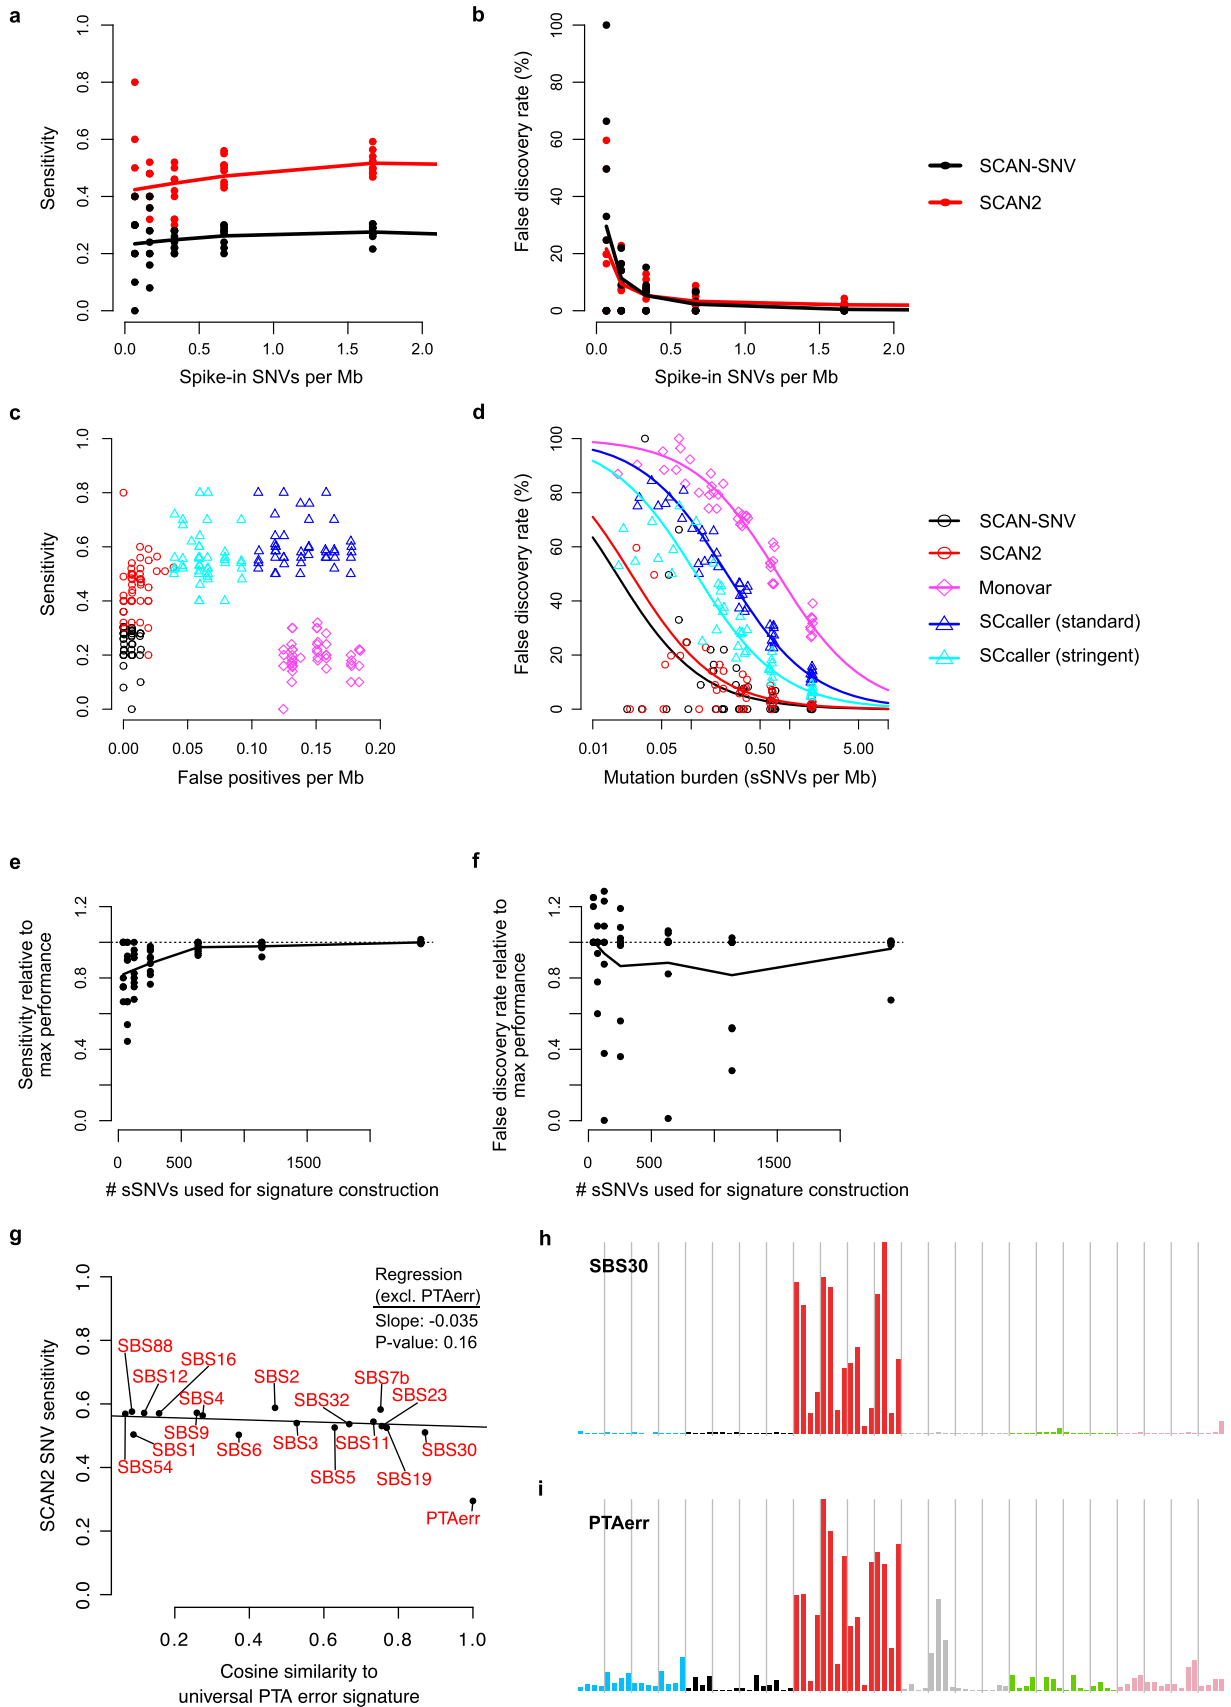 a
Sensitivity
0.0 0.2 0.4 0.6 0.8 1.0
0.0 0.5 1.0 1.5 2.0
Spike-in SNVs per Mb
b
False discovery rate (%)
0 20 40 60 80 100
0.0 0.5 1.0 1.5 2.0
Spike-in SNVs per Mb
SCAN-SNV
SCAN2
c
Sensitivity
0.0 0.2 0.4 0.6 0.8 1.0
0.00 0.05 0.10 0.15 0.20
False positives per Mb
d
False discovery rate (%)
0 20 40 60 80 100
0.01 0.05 0.50 5.00
Mutation burden (sSNVs per Mb)
SCAN-SNV
SCAN2
Monovar
SCcaller (standard)
SCcaller (stringent)
e
Sensitivity relative to
max performance
0.0 0.4 0.8 1.2
0 500 1500
# sSNVs used for signature construction
f
False discovery rate relative to
max performance
0.0 0.4 0.8 1.2
0 500 1500
# sSNVs used for signature construction
g
SCAN2 SNV sensitivity
0.0 0.2 0.4 0.6 0.8 1.0
Regression
(excl. PTAerr)
Slope: -0.035
P-value: 0.16
SBS88
SBS12
SBS16
SBS4
SBS9
SBS1
SBS54
SBS6
SBS2
SBS32
SBS3
SBS5
SBS7b
SBS23
SBS11
SBS19
SBS30
PTAerr
0.2 0.4 0.6 0.8 1.0
Cosine similarity to
universal PTA error signature
h
SBS30
i
PTAerr